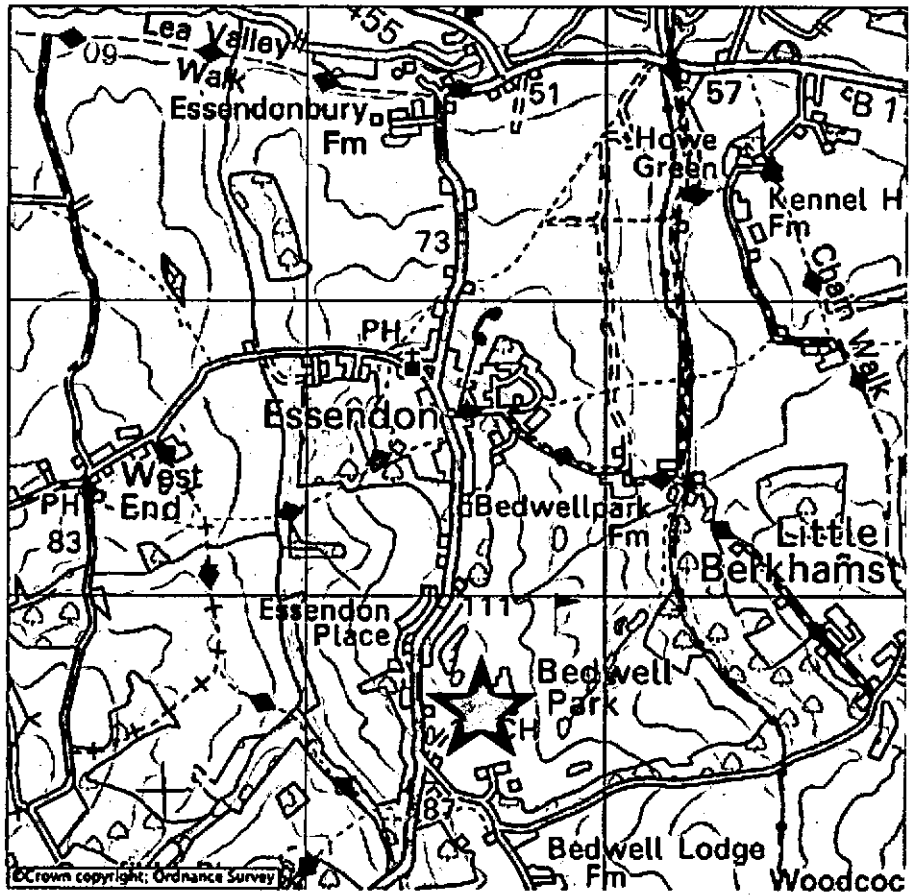 455
Lea Valley
09
Walk
Essendonbury
Fm
51
57
B 1
Howe
Green
Kennel H
Fm
73
Chain Walk
PH
Essendon
West
End
PH
83
Bedwellpark
Fm
Little
Berkhamst
Essendon
Place
111
Bedwell
Park
CH
87
Bedwell Lodge
Fm
Woodcoc
©Crown copyright; Ordnance Survey